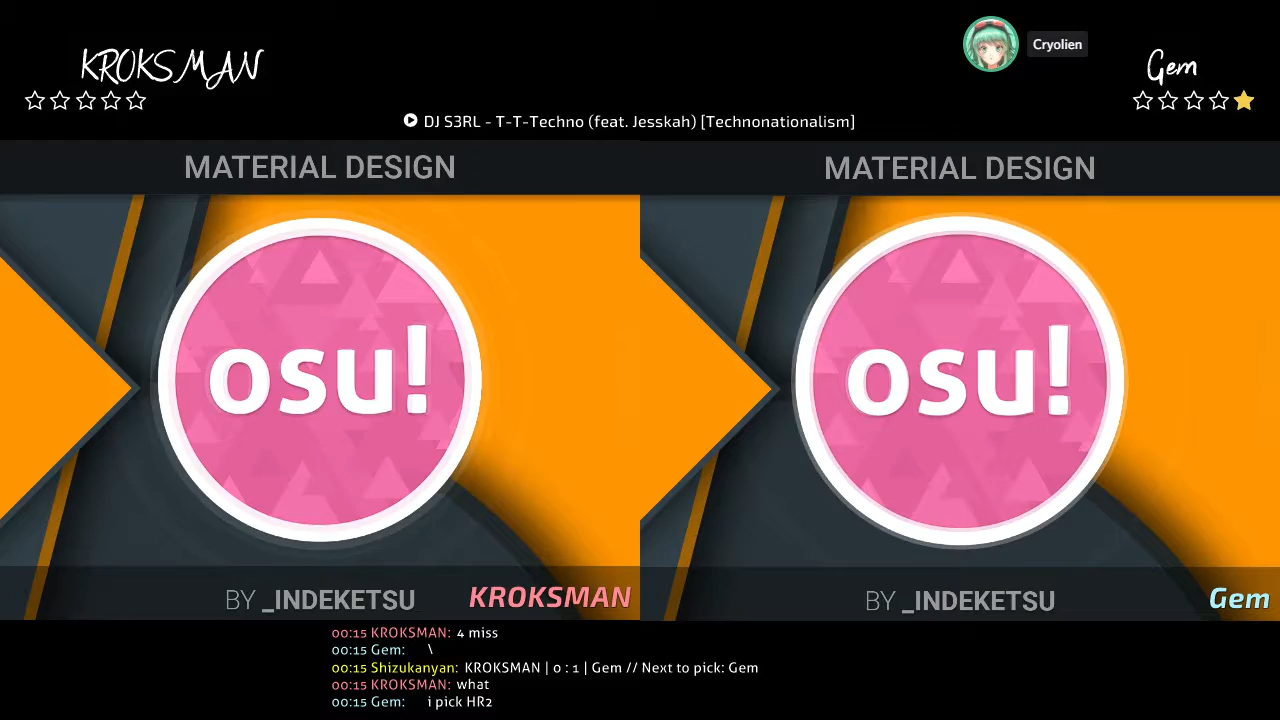 KROKSMAN
Cryolien
Gem
DJ S3RL - T-T-Techno (feat. Jesskah) [Technonationalism]
MATERIAL DESIGN
MATERIAL DESIGN
osu!
osu!
BY _INDEKETSU
KROKSMAN
BY _INDEKETSU
Gem
00:15 KROKSMAN: 4 miss
00:15 Gem: \
00:15 Shizukanyan: KROKSMAN | 0 : 1 | Gem // Next to pick: Gem
00:15 KROKSMAN: what
00:15 Gem: i pick HR2